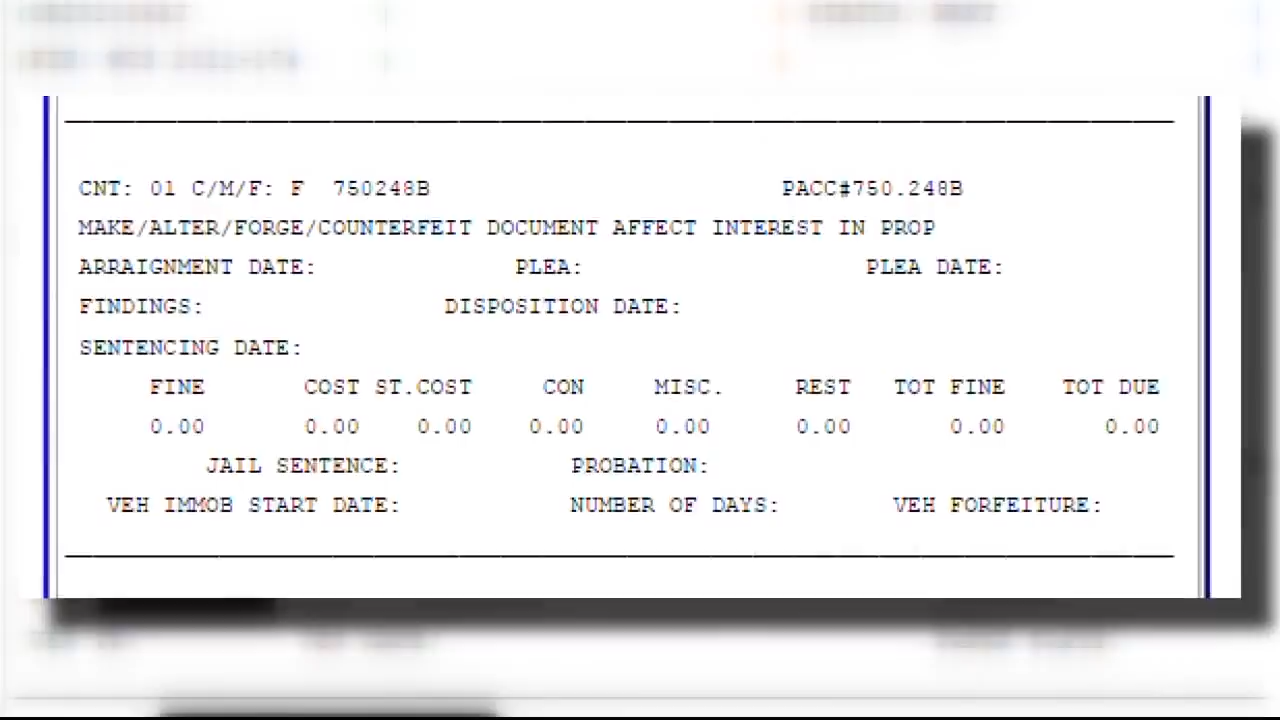 CNT: 01 C/M/F: F 750248B PACC#750.248B
MAKE/ALTER/FORGE/COUNTERFEIT DOCUMENT AFFECT INTEREST IN PROP
ARRAIGNMENT DATE: PLEA: PLEA DATE:
FINDINGS: DISPOSITION DATE:
SENTENCING DATE:
FINE COST ST.COST CON MISC. REST TOT FINE TOT DUE
0.00 0.00 0.00 0.00 0.00 0.00 0.00 0.00
JAIL SENTENCE: PROBATION:
VEH IMMOB START DATE: NUMBER OF DAYS: VEH FORFEITURE: